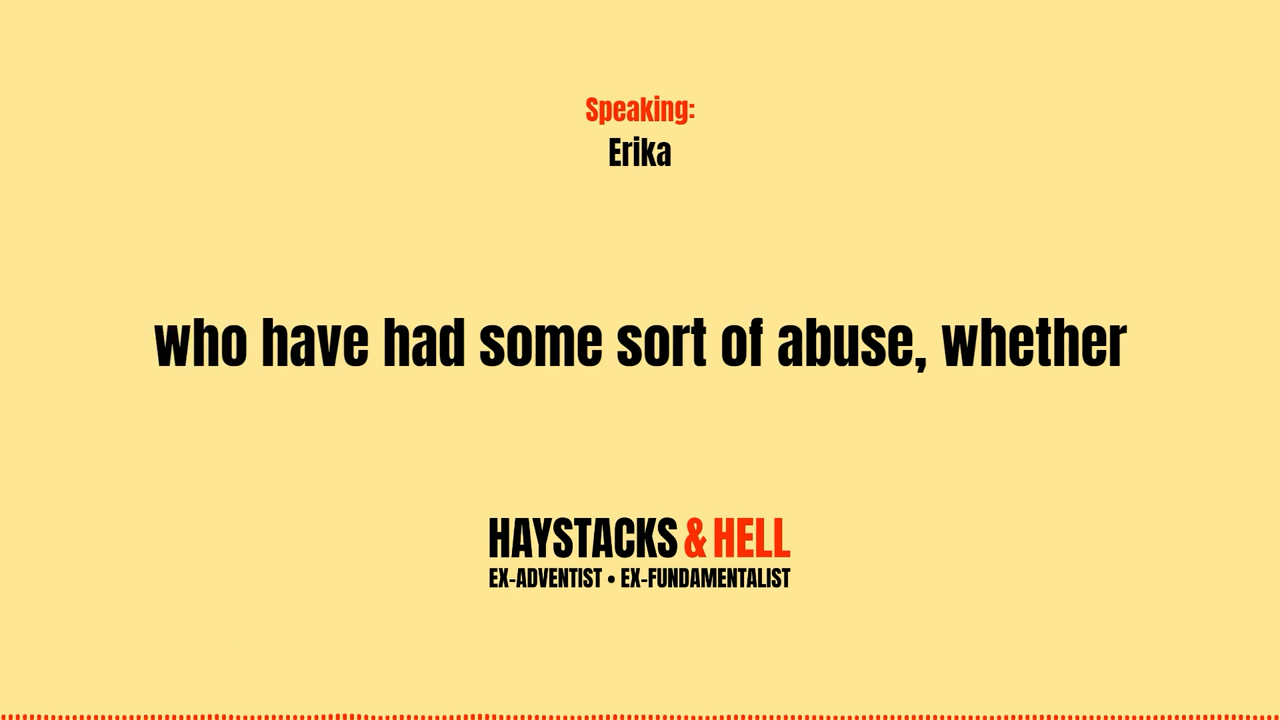 Speaking:
Erika
who have had some sort of abuse, whether
HAYSTACKS & HELL
EX-ADVENTIST • EX-FUNDAMENTALIST